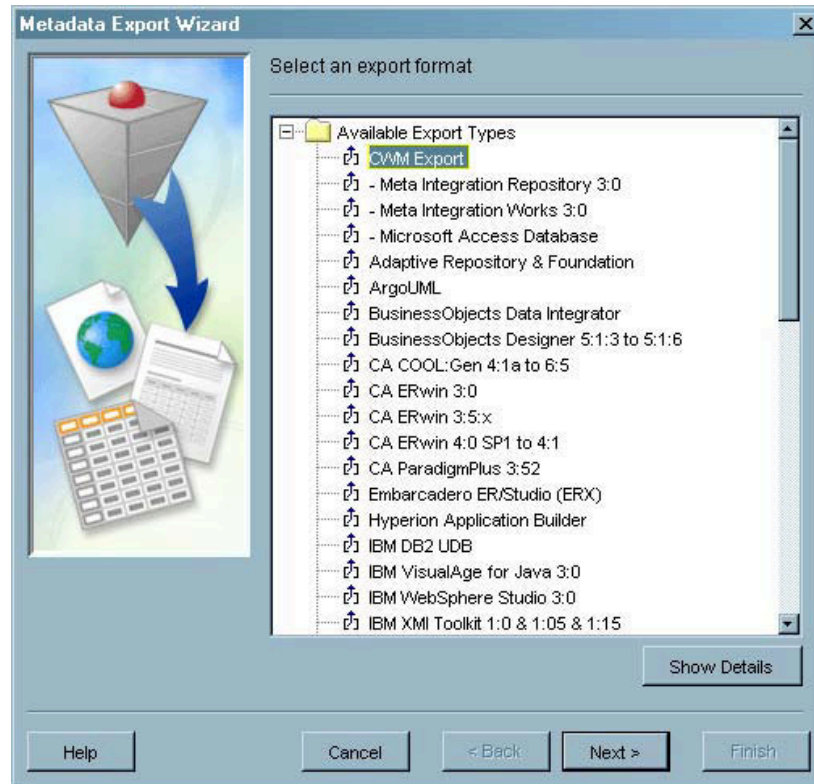 Metadata Export Wizard
Select an export format
Available Export Types
CWM Export
- Meta Integration Repository 3:0
- Meta Integration Works 3:0
- Microsoft Access Database
Adaptive Repository & Foundation
ArgoUML
BusinessObjects Data Integrator
BusinessObjects Designer 5:1:3 to 5:1:6
CA COOL:Gen 4:1a to 6:5
CA ERwin 3:0
CA ERwin 3:5:x
CA ERwin 4:0 SP1 to 4:1
CA ParadigmPlus 3:52
Embarcadero ER/Studio (ERX)
Hyperion Application Builder
IBM DB2 UDB
IBM VisualAge for Java 3:0
IBM WebSphere Studio 3:0
IBM XMI Toolkit 1:0 & 1:05 & 1:15
Show Details
Help Cancel < Back Next > Finish